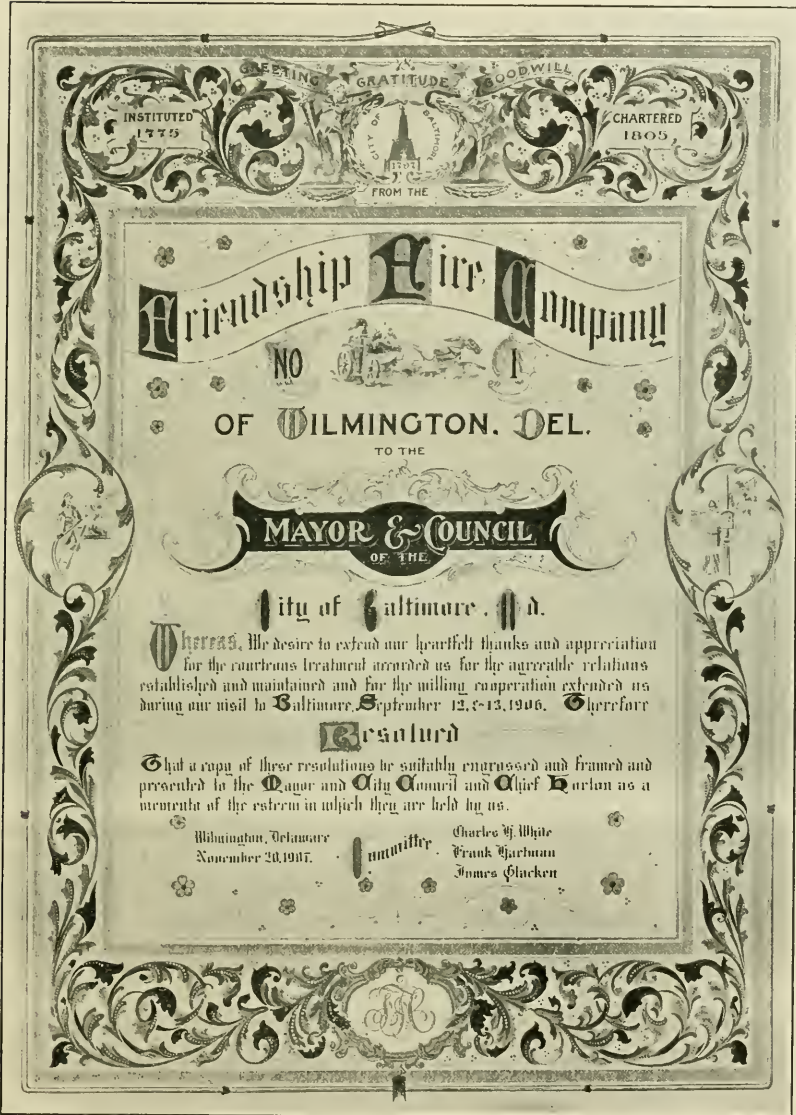 GREETING GRATITUDE GOODWILL
INSTITUTED
1775
CITY OF BALTIMORE
1797
CHARTERED
1805
FROM THE
Friendship Fire Company
NO 1
OF WILMINGTON. DEL.
TO THE
MAYOR & COUNCIL
OF THE
City of Baltimore, Md.
Whereas, We desire to extend our heartfelt thanks and appreciation
for the courteous treatment accorded us for the agreeable relations
established and maintained and for the willing cooperation extended us
during our visit to Baltimore, September 12, & 13, 1906. Therefore
Resolved
That a copy of these resolutions be suitably engrossed and framed and
presented to the Mayor and City Council and Chief Horton as a
memento of the esteem in which they are held by us.
Wilmington, Delaware
November 20, 1907.
Committee
Charles H. White
Frank Hartman
James Glacken